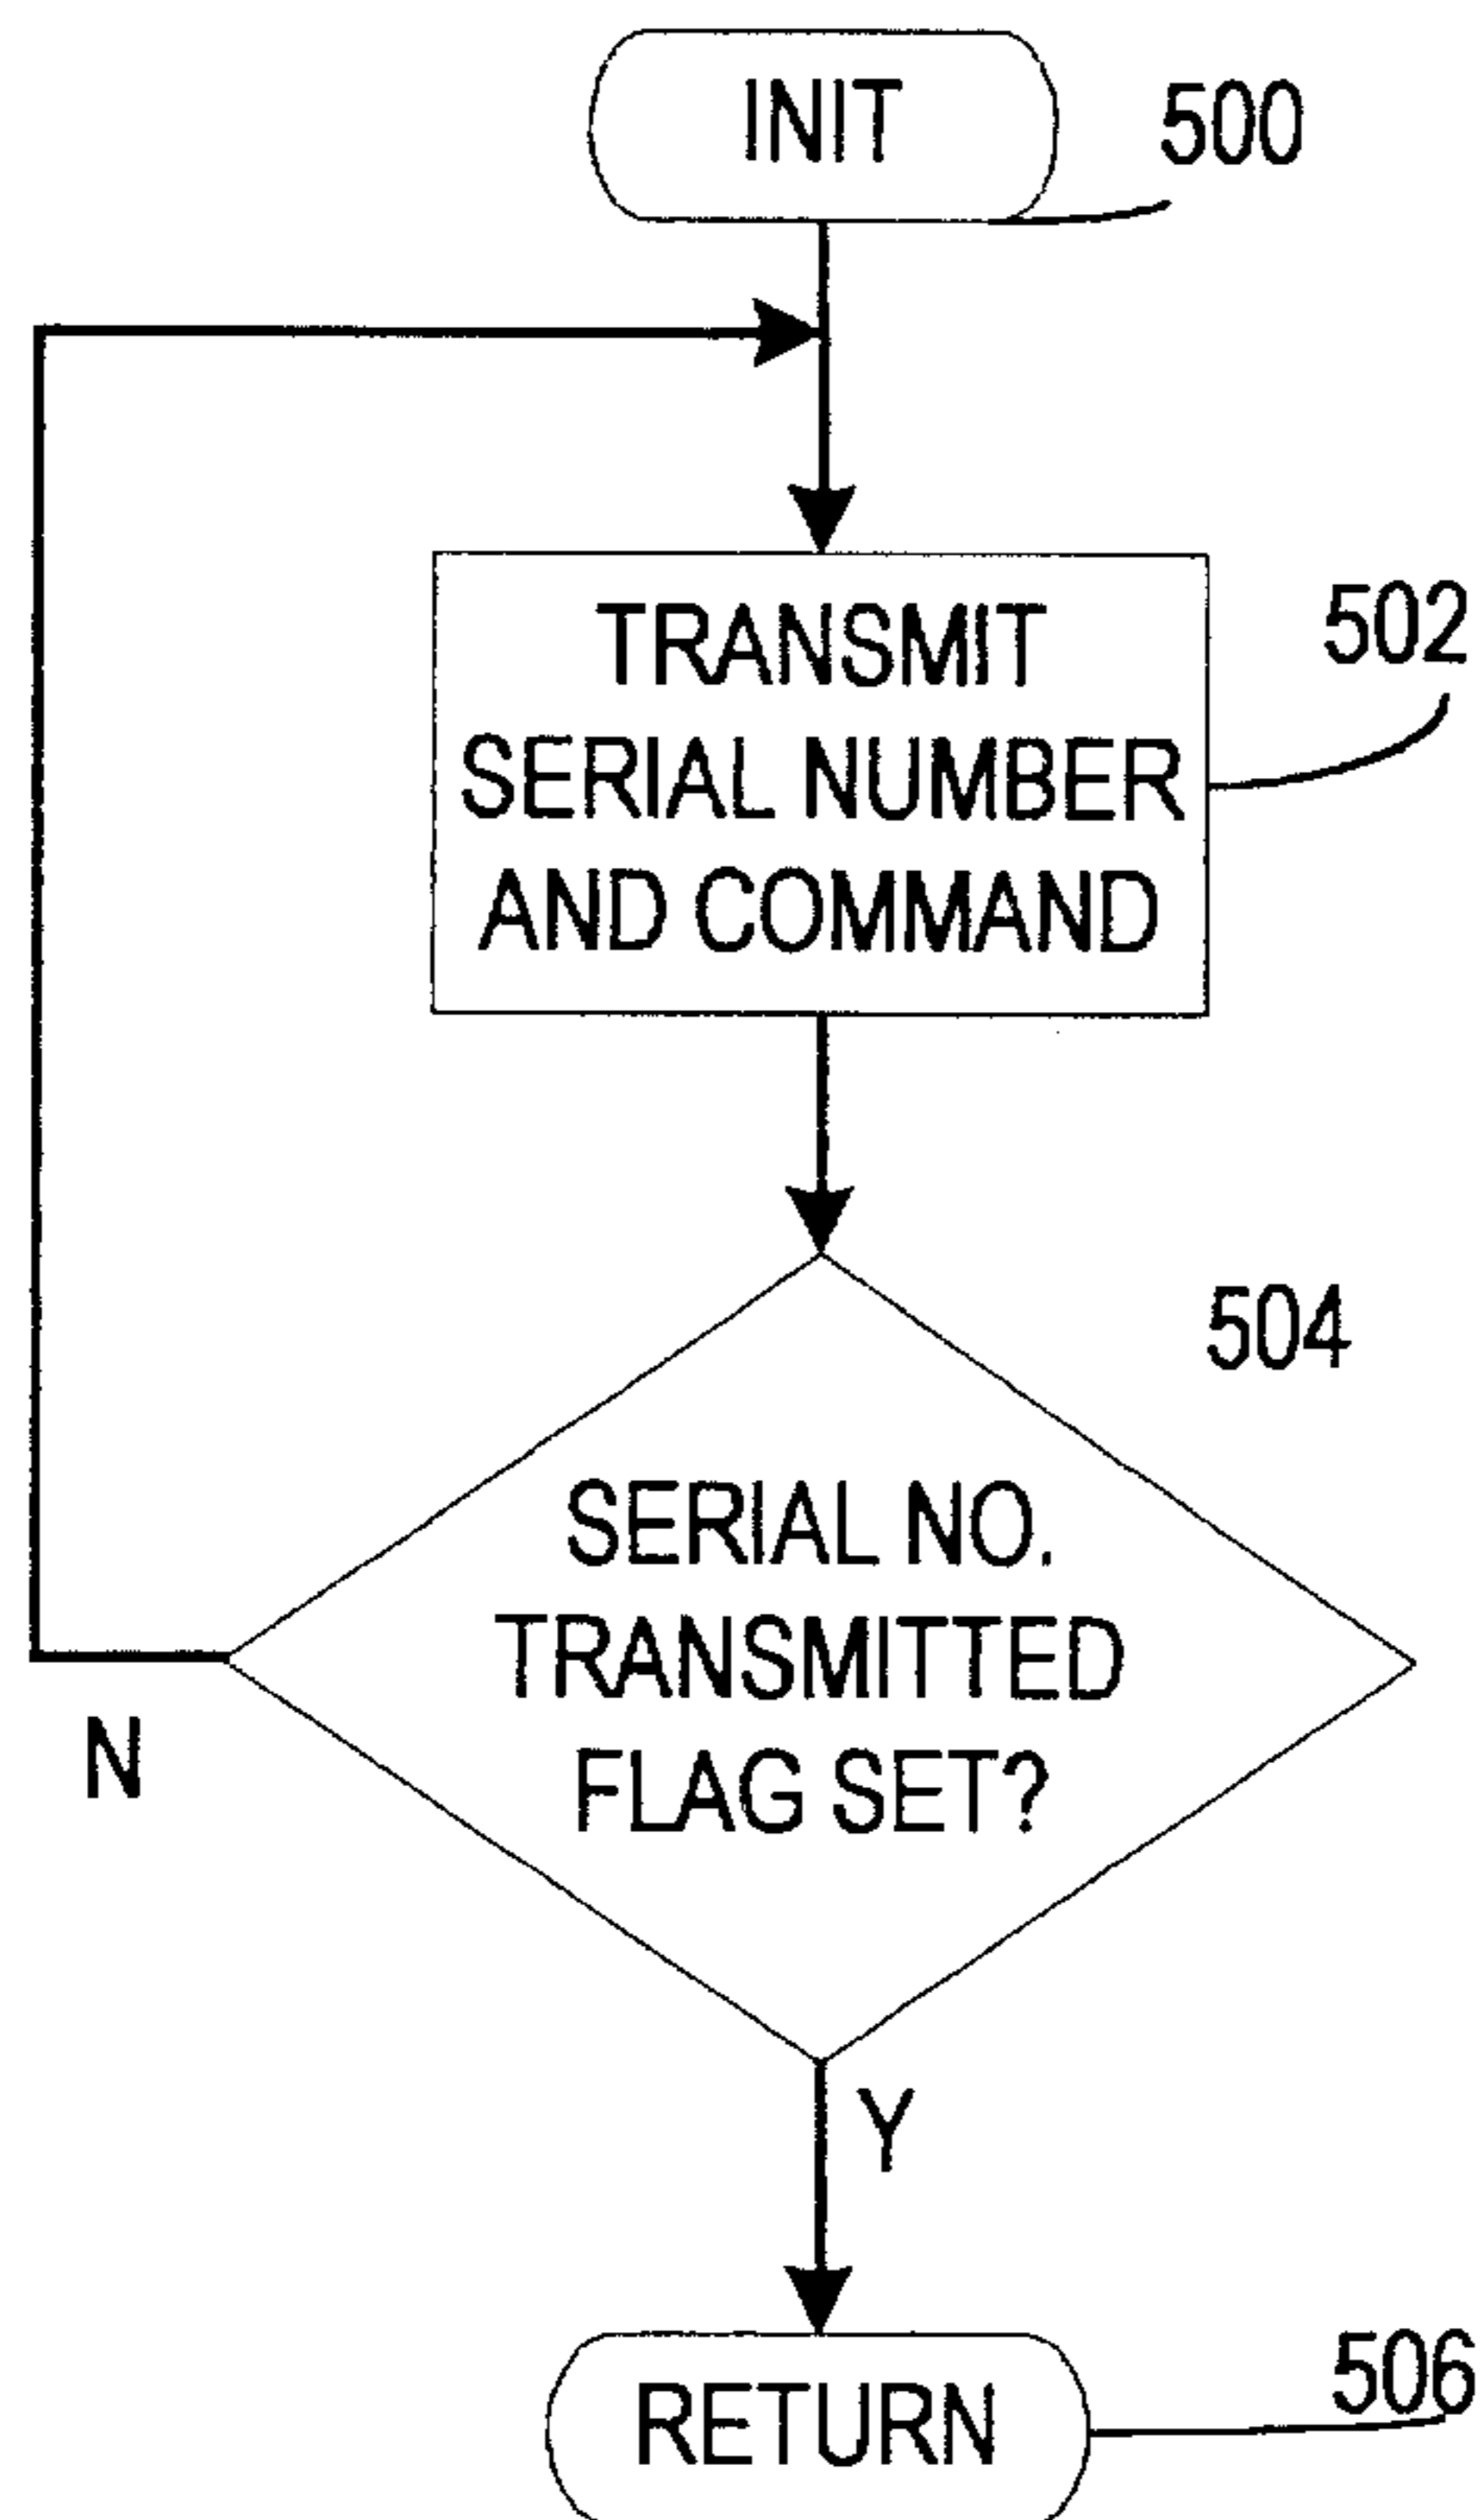 INIT
500
TRANSMIT
SERIAL NUMBER
AND COMMAND
502
504
SERIAL NO.
TRANSMITTED
FLAG SET?
N
Y
RETURN
506